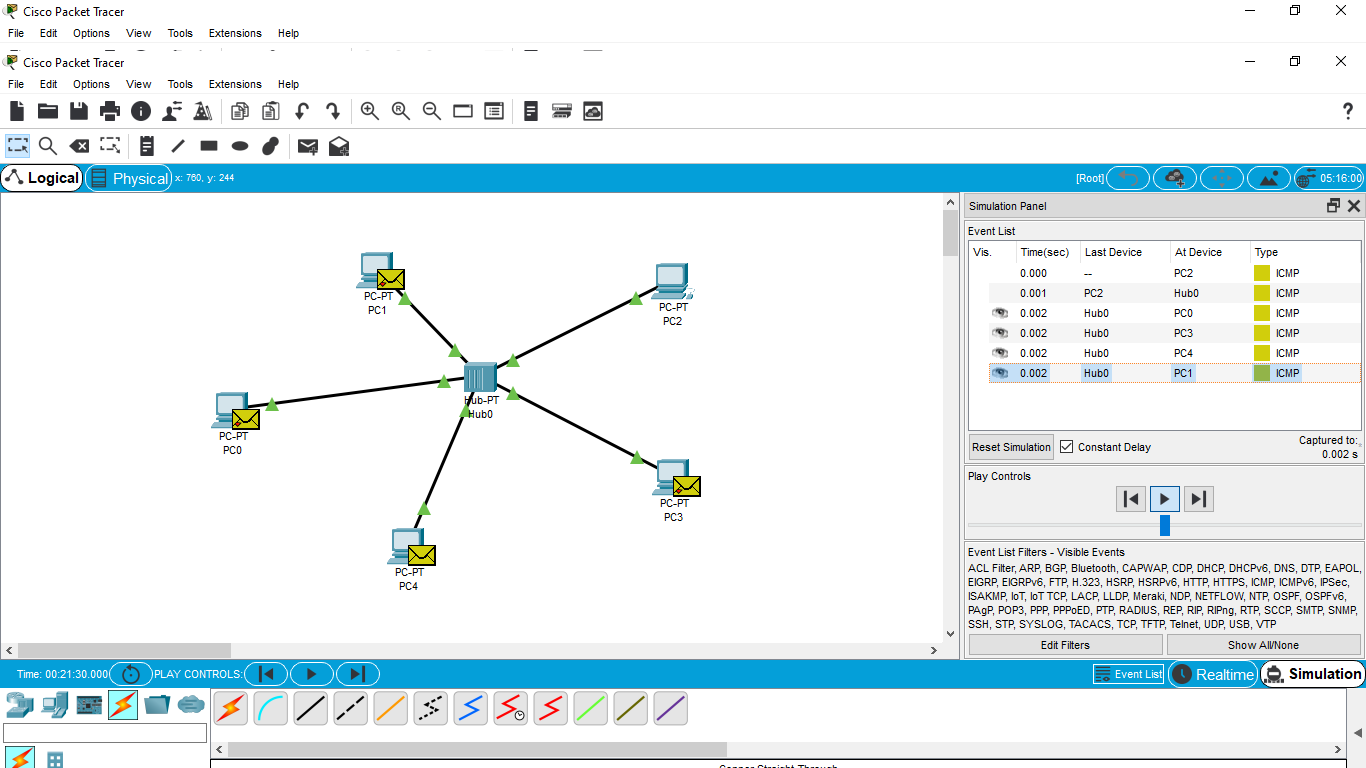 Cisco Packet Tracer
File Edit Options View Tools Extensions Help
Cisco Packet Tracer
File Edit Options View Tools Extensions Help
Logical Physical x: 760, y: 244 [Root] 05:16:00
Simulation Panel
Event List
Vis. Time(sec) Last Device At Device Type
0.000 -- PC2 ICMP
0.001 PC2 Hub0 ICMP
0.002 Hub0 PC0 ICMP
0.002 Hub0 PC3 ICMP
0.002 Hub0 PC4 ICMP
0.002 Hub0 PC1 ICMP
Reset Simulation Constant Delay Captured to:
0.002 s
Play Controls
Event List Filters - Visible Events
ACL Filter, ARP, BGP, Bluetooth, CAPWAP, CDP, DHCP, DHCPv6, DNS, DTP, EAPOL,
EIGRP, EIGRPv6, FTP, H.323, HSRP, HSRPv6, HTTP, HTTPS, ICMP, ICMPv6, IPSec,
ISAKMP, IoT, IoT TCP, LACP, LLDP, Meraki, NDP, NETFLOW, NTP, OSPF, OSPFv6,
PAgP, POP3, PPP, PPPoED, PTP, RADIUS, REP, RIP, RIPng, RTP, SCCP, SMTP, SNMP,
SSH, STP, SYSLOG, TACACS, TCP, TFTP, Telnet, UDP, USB, VTP
Edit Filters Show All/None
PC-PT
PC1
PC-PT
PC2
Hub-PT
Hub0
PC-PT
PC0
PC-PT
PC3
PC-PT
PC4
Time: 00:21:30.000 PLAY CONTROLS: Event List Realtime Simulation
Copper Straight-Through